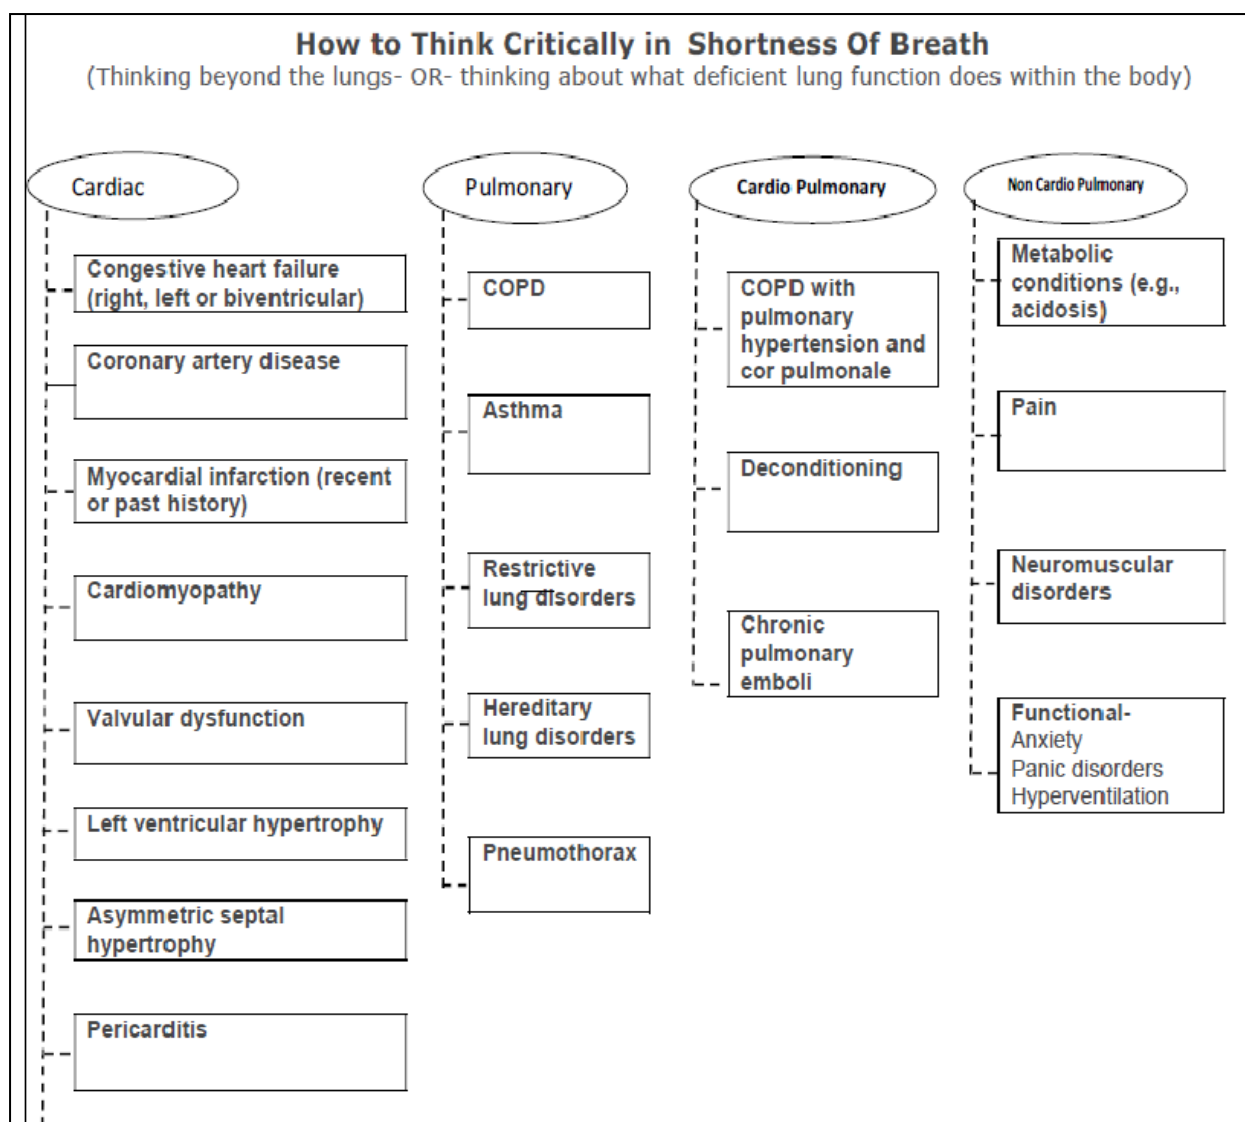 How to Think Critically in Shortness Of Breath
(Thinking beyond the lungs- OR- thinking about what deficient lung function does within the body)
Cardiac
Congestive heart failure
(right, left or biventricular)
Coronary artery disease
Myocardial infarction (recent
or past history)
Cardiomyopathy
Valvular dysfunction
Left ventricular hypertrophy
Asymmetric septal
hypertrophy
Pericarditis
Pulmonary
COPD
Asthma
Restrictive
lung disorders
Hereditary
lung disorders
Pneumothorax
Cardio Pulmonary
COPD with
pulmonary
hypertension and
cor pulmonale
Deconditioning
Chronic
pulmonary
emboli
Non Cardio Pulmonary
Metabolic
conditions (e.g.,
acidosis)
Pain
Neuromuscular
disorders
Functional-
Anxiety
Panic disorders
Hyperventilation